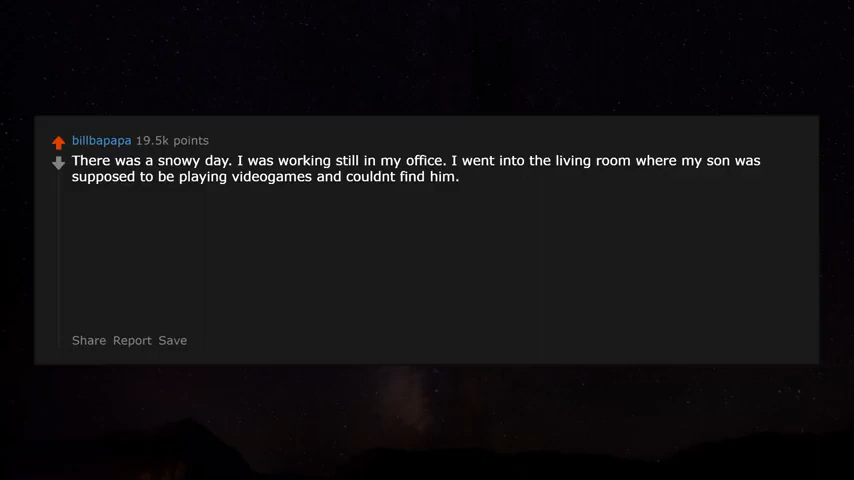 billbapapa 19.5k points
There was a snowy day. I was working still in my office. I went into the living room where my son was
supposed to be playing videogames and couldnt find him.
Share Report Save